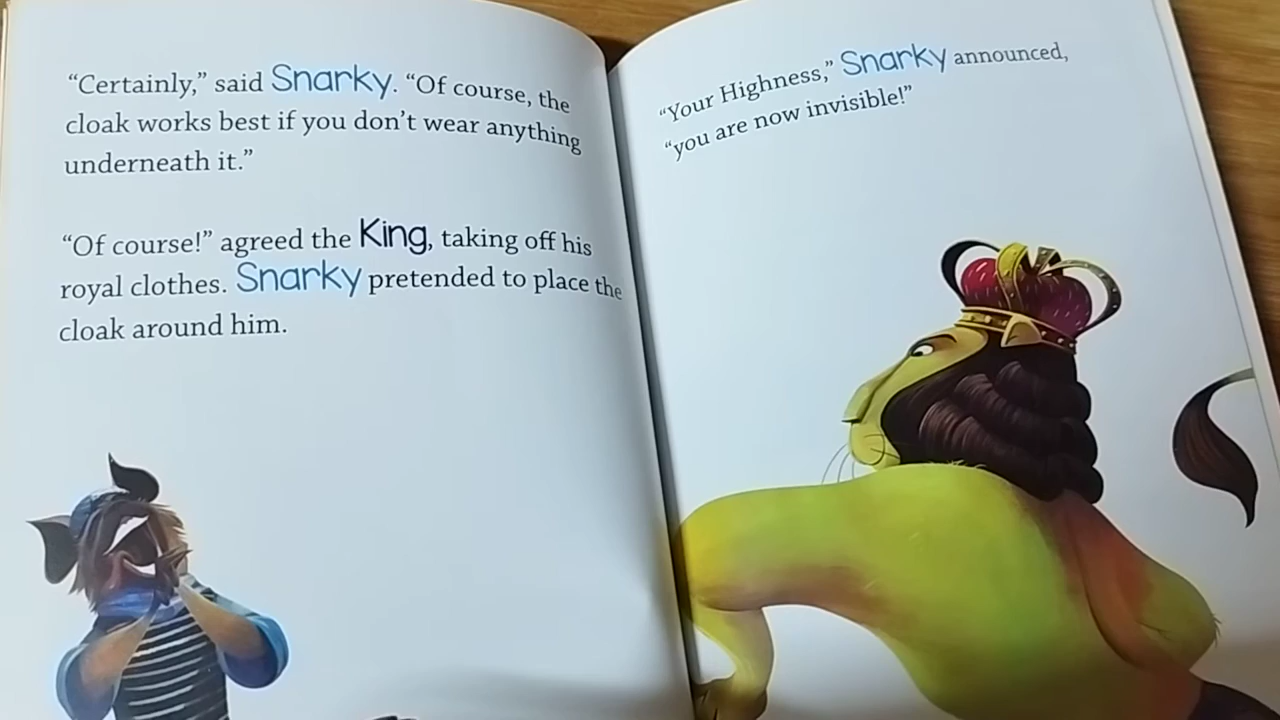 “Certainly,” said Snarky. “Of course, the
cloak works best if you don’t wear anything
underneath it.”
“Of course!” agreed the King, taking off his
royal clothes. Snarky pretended to place the
cloak around him.
“Your Highness,” Snarky announced,
“you are now invisible!”